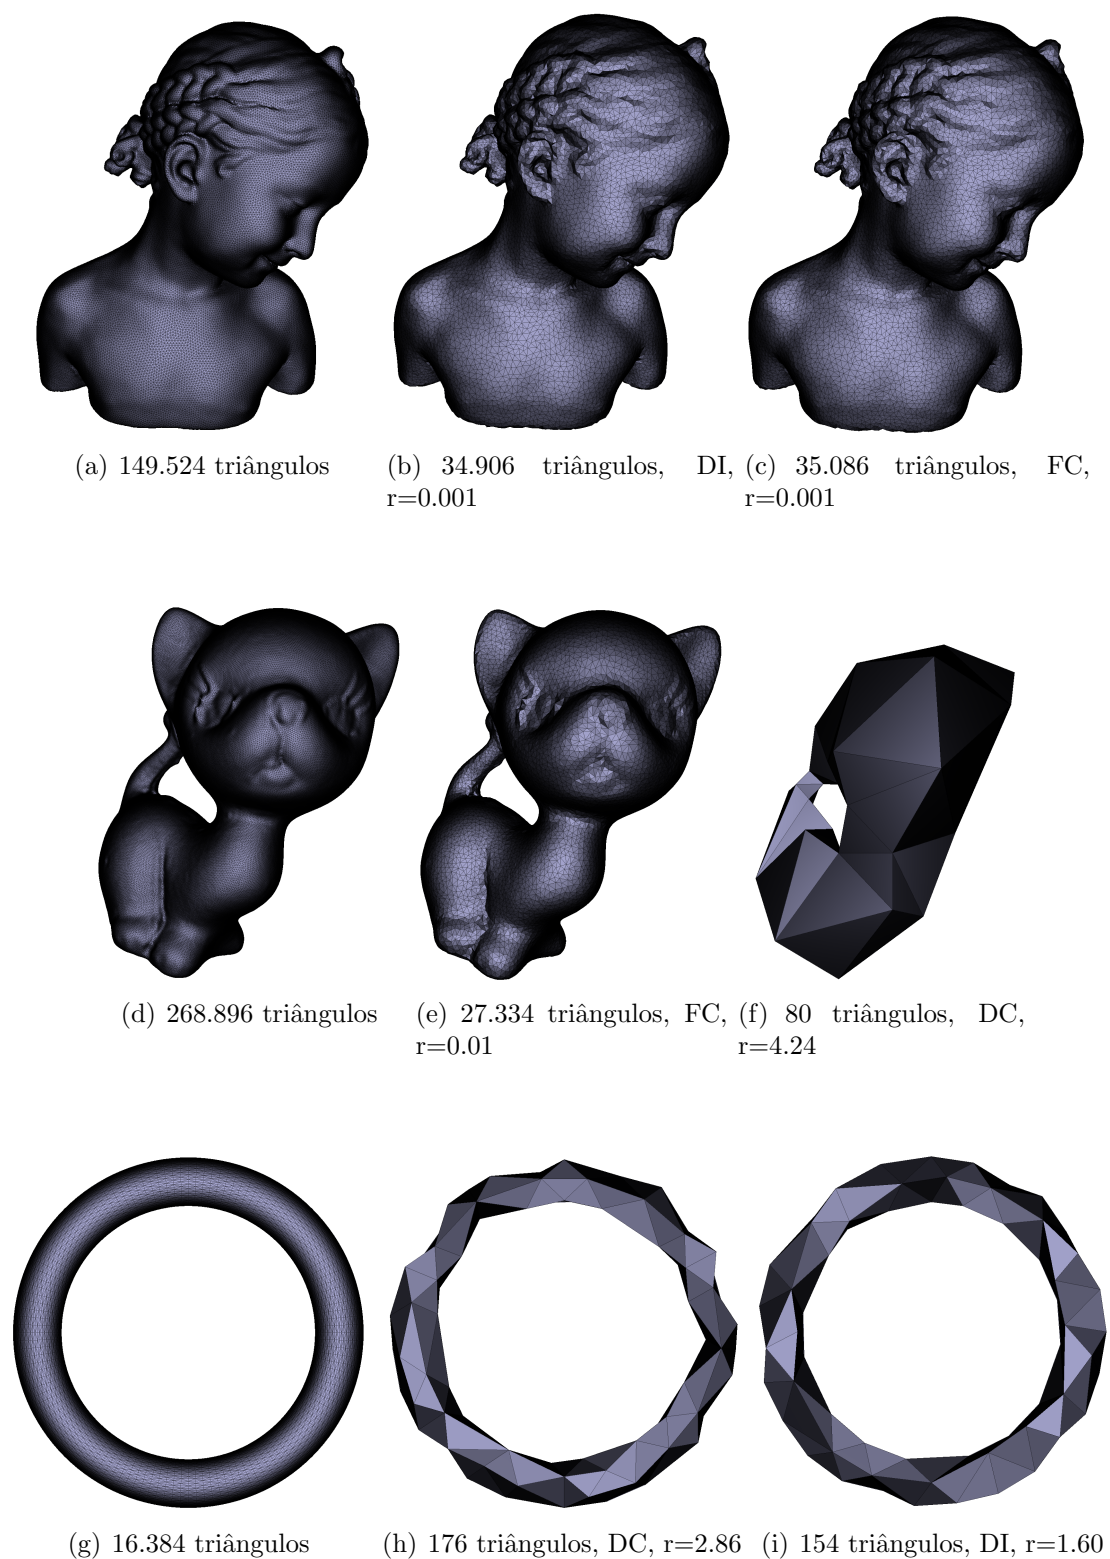 (a) 149.524 triângulos
(b) 34.906 triângulos, DI,
r=0.001
(c) 35.086 triângulos, FC,
r=0.001
(d) 268.896 triângulos
(e) 27.334 triângulos, FC,
r=0.01
(f) 80 triângulos, DC,
r=4.24
(g) 16.384 triângulos
(h) 176 triângulos, DC, r=2.86
(i) 154 triângulos, DI, r=1.60